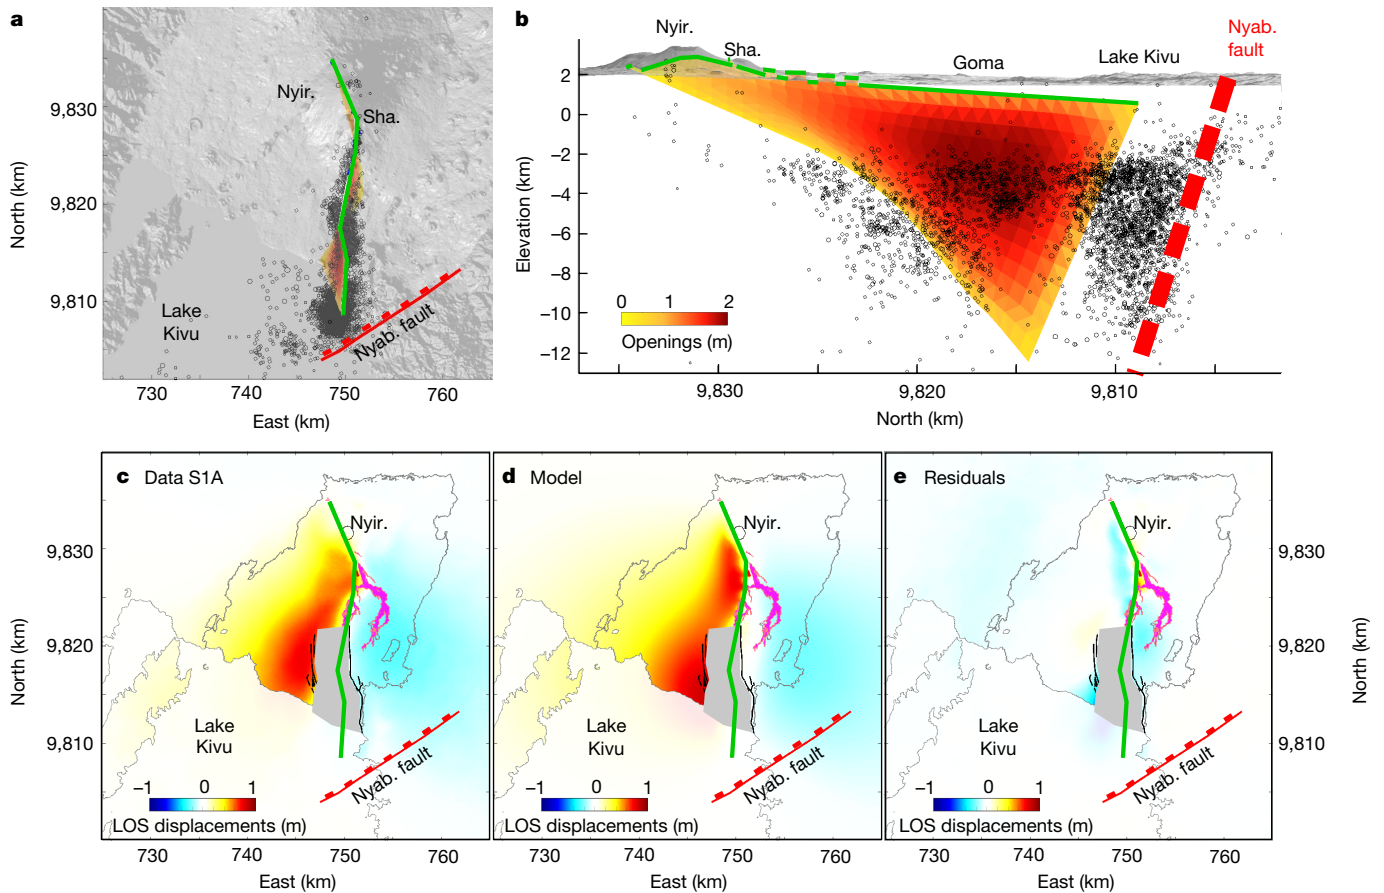 a
Nyir.
Sha.
Lake
Kivu
Nyab. fault
9,830
9,820
9,810
North (km)
730
740
750
760
East (km)
b
Nyir.
Sha.
Goma
Lake Kivu
Nyab.
fault
2
0
−2
−4
−6
−8
−10
−12
Elevation (km)
0 1 2
Openings (m)
9,830
9,820
9,810
North (km)
c Data S1A
Nyir.
Lake
Kivu
Nyab. fault
−1 0 1
LOS displacements (m)
9,830
9,820
9,810
North (km)
730
740
750
760
East (km)
d Model
Nyir.
Lake
Kivu
Nyab. fault
−1 0 1
LOS displacements (m)
730
740
750
760
East (km)
e Residuals
Nyir.
Lake
Kivu
Nyab. fault
−1 0 1
LOS displacements (m)
9,830
9,820
9,810
North (km)
730
740
750
760
East (km)